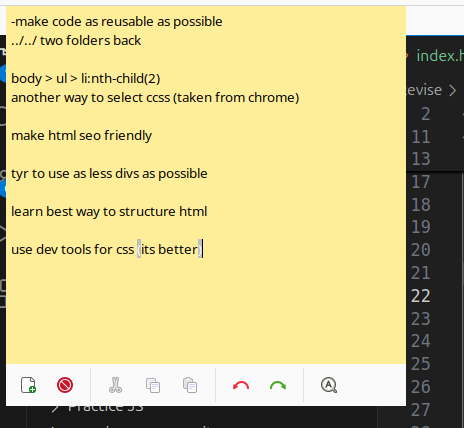 -make code as reusable as possible
../../ two folders back
body > ul > li:nth-child(2)
another way to select ccss (taken from chrome)
make html seo friendly
tyr to use as less divs as possible
learn best way to structure html
use dev tools for css (its better)
index.h
evise >
2
11
13
17
18
19
20
21
22
23
24
25
26
27
Practice JS